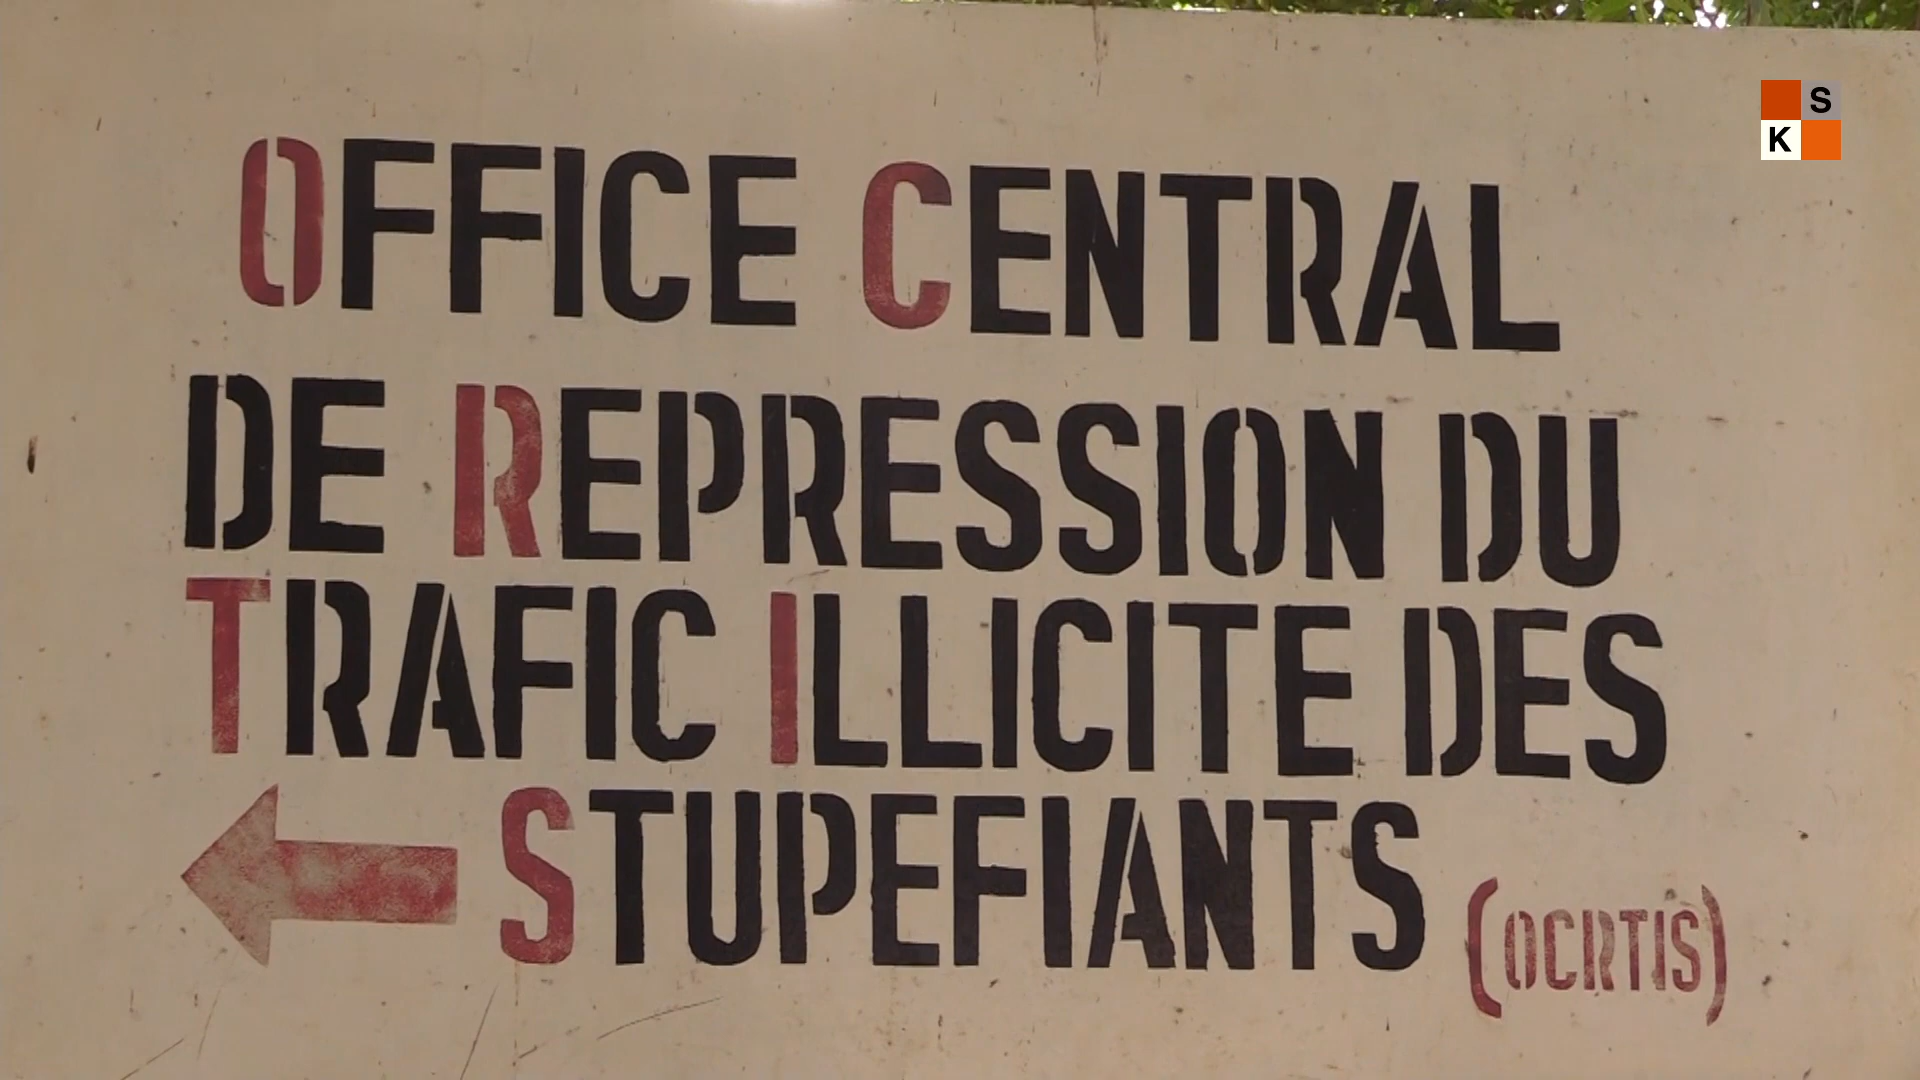 S
K
OFFICE CENTRAL
DE REPRESSION DU
TRAFIC ILLICITE DES
STUPEFIANTS
(OCRTIS)